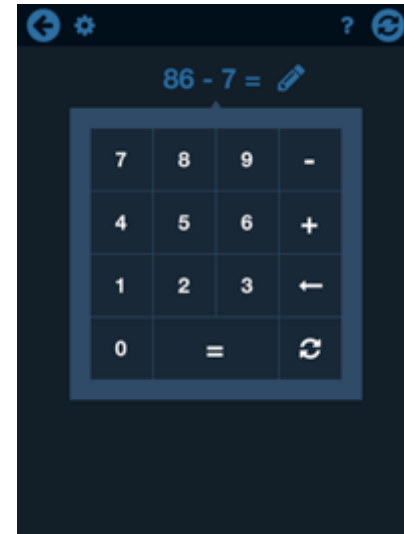 ?
86 - 7 =
7 8 9 -
4 5 6 +
1 2 3 ←
0 =